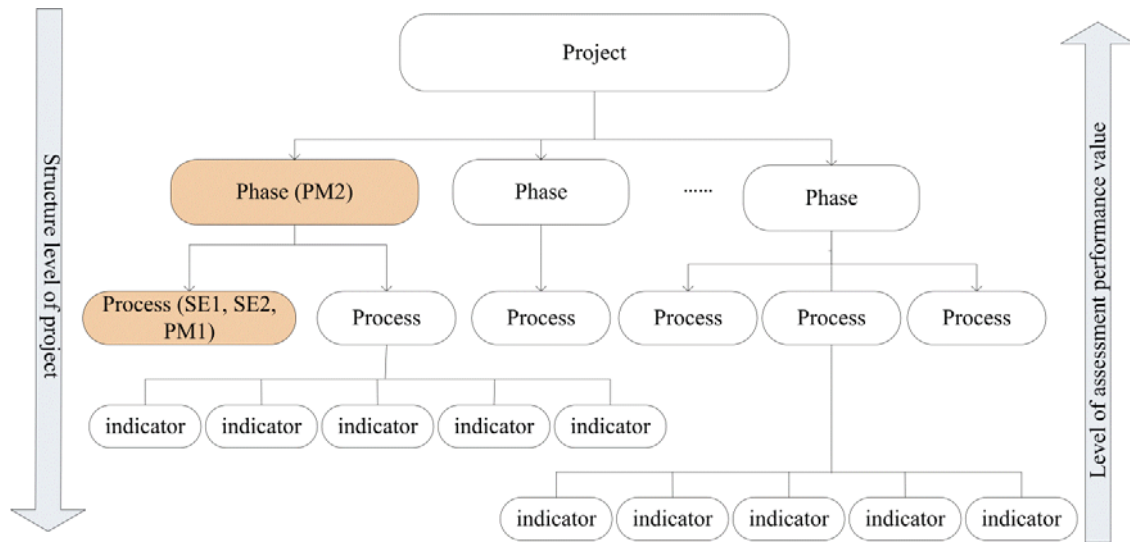 Project
Structure level of project
Level of assessment performance value
Phase (PM2)
Phase
......
Phase
Process (SE1, SE2,
PM1)
Process
Process
Process
Process
Process
indicator
indicator
indicator
indicator
indicator
indicator
indicator
indicator
indicator
indicator